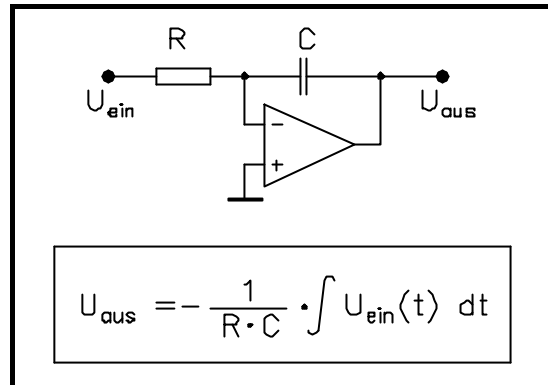 R C
U_ein U_aus
-
+
U_aus = - 1 / (R · C) · ∫ U_ein(t) dt